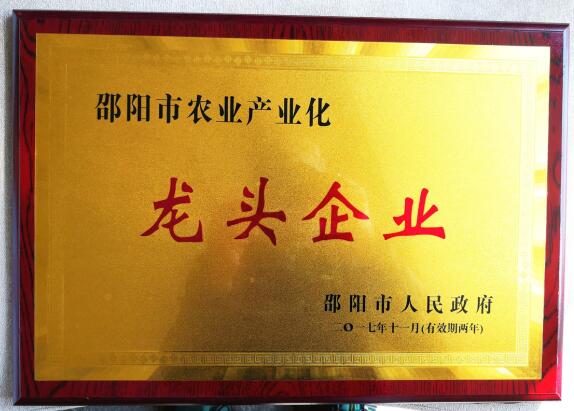 邵阳市农业产业化
龙头企业
邵阳市人民政府
二〇一七年十一月(有效期两年)